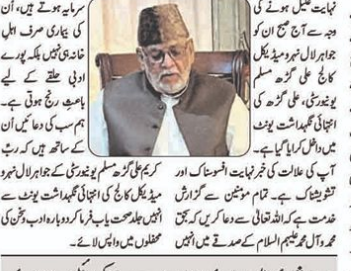 نہایت علیل ہونے کی
وجہ سے آج صبح ان کو
جواہر لال نہرو میڈیکل
کالج علی گڑھ مسلم
یونیورسٹی، علی گڑھ کی
انتہائی نگہداشت یونٹ
میں داخل کرایا گیا ہے۔
آپ کی علالت کی خبر نہایت افسوسناک اور
تشویشناک ہے۔ تمام مومنین سے گزارش
خدمت ہے کہ اللہ تعالی سے دعا کریں کہ بحق
محمد وآل محمد علیہم السلام کے صدقے میں انہیں
سرمایہ ہوتے ہیں، اُن
کی بیماری صرف اہل
خانہ ہی نہیں بلکہ پورے
ادبی حلقے کے لیے
باعثِ رنج ہوتی ہے۔
ہم سب کی دعائیں اُن
کے ساتھ ہیں کہ ربّ
کریم علی گڑھ مسلم یونیورسٹی کے جواہر لال نہرو
میڈیکل کالج کی انتہائی نگہداشت یونٹ سے
انہیں جلد صحت یاب فرما کر دوبارہ ادب وسخن کی
محفلوں میں واپس لائے۔